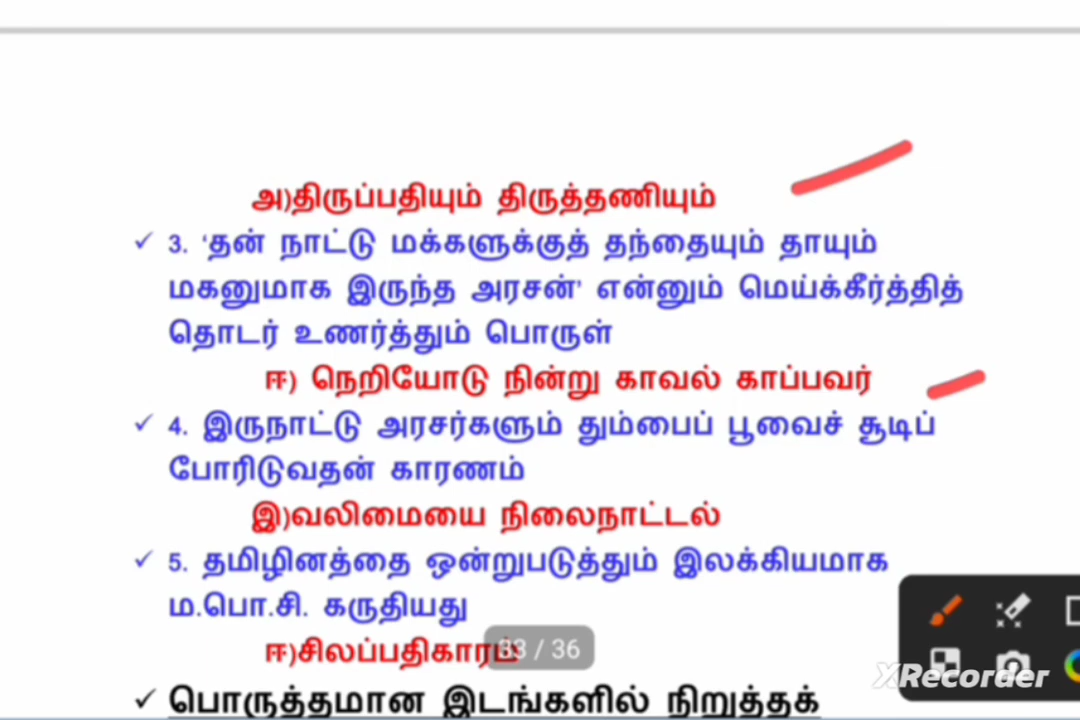 அ)திருப்பதியும் திருத்தணியும்
✓ 3. ‘தன் நாட்டு மக்களுக்குத் தந்தையும் தாயும்
மகனுமாக இருந்த அரசன்’ என்னும் மெய்க்கீர்த்தித்
தொடர் உணர்த்தும் பொருள்
ஈ) நெறியோடு நின்று காவல் காப்பவர்
✓ 4. இருநாட்டு அரசர்களும் தும்பைப் பூவைச் சூடிப்
போரிடுவதன் காரணம்
இ)வலிமையை நிலைநாட்டல்
✓ 5. தமிழினத்தை ஒன்றுபடுத்தும் இலக்கியமாக
ம.பொ.சி. கருதியது
ஈ)சிலப்பதிகாரம்
33 / 36
XRecorder
✓ பொருத்தமான இடங்களில் நிறுத்தக்